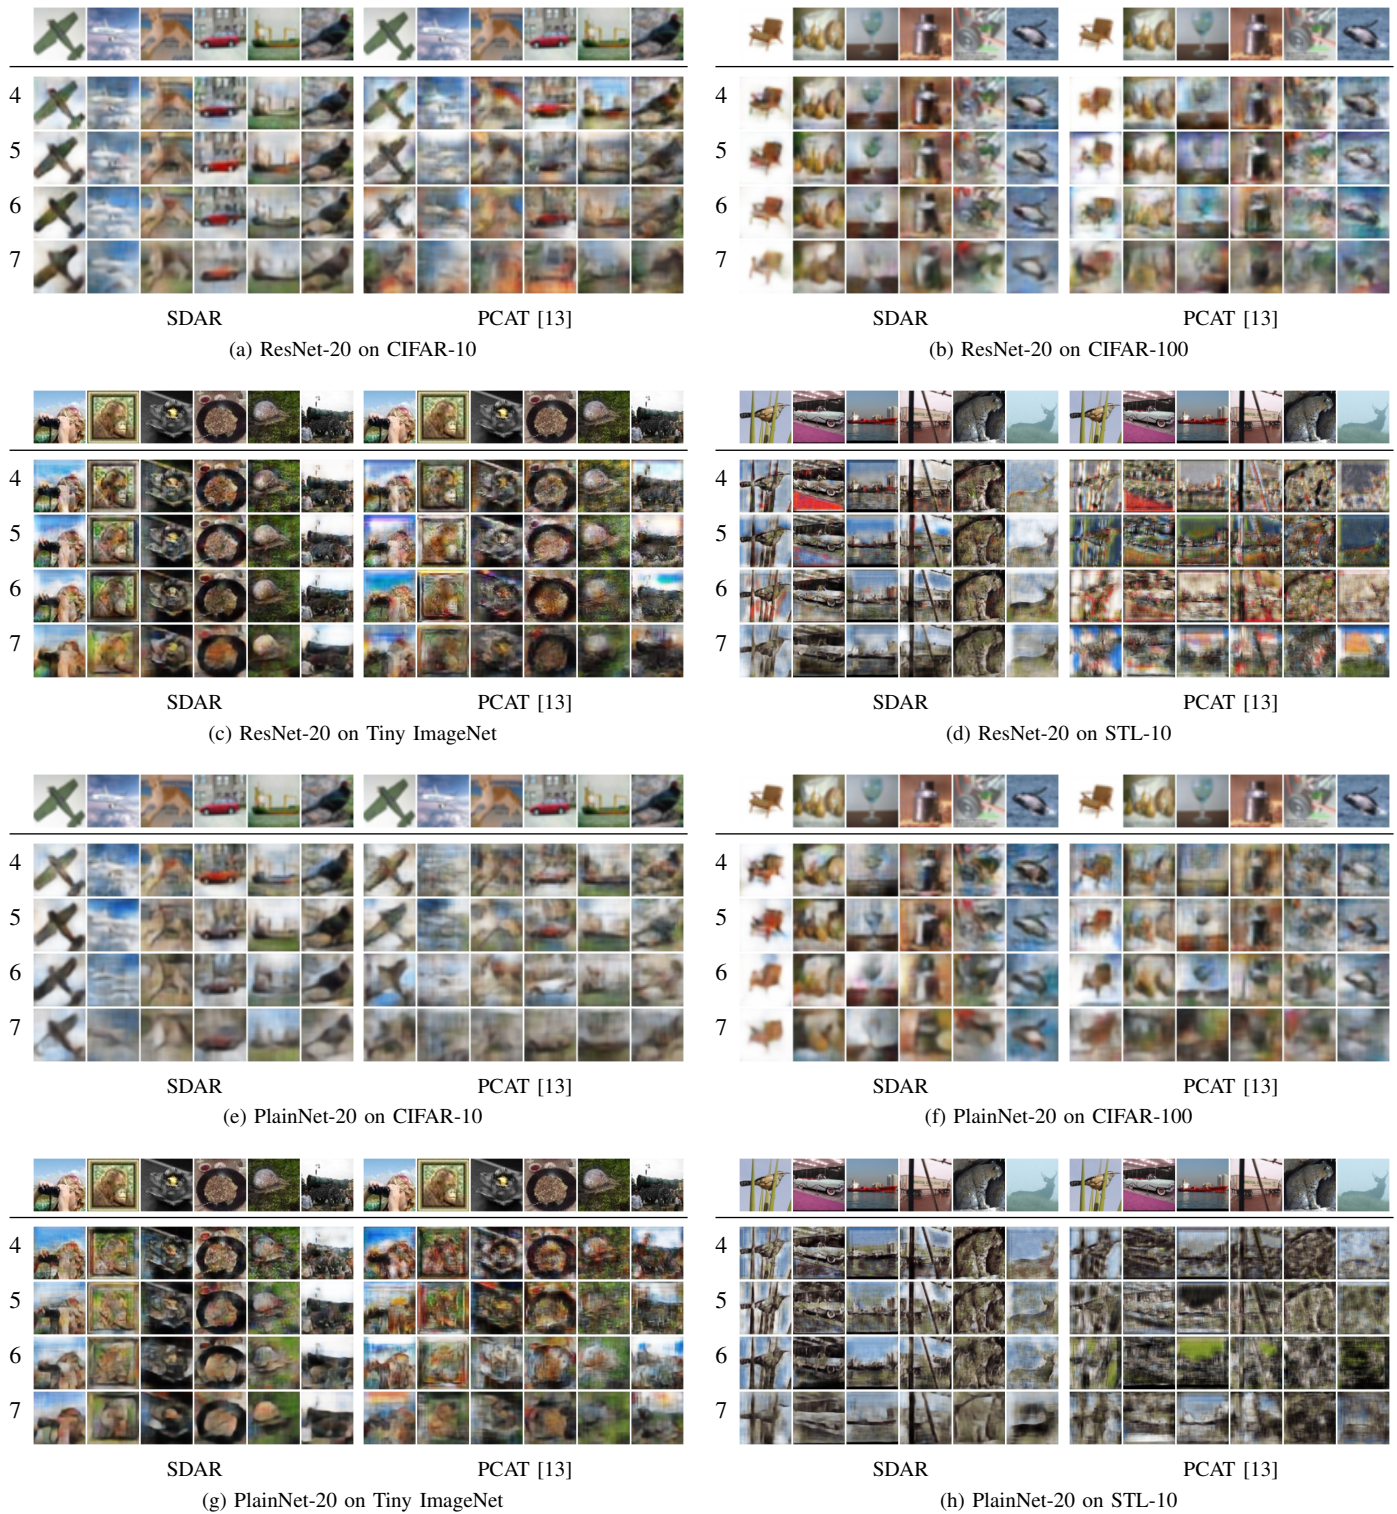 4
5
6
7
SDAR PCAT [13]
(a) ResNet-20 on CIFAR-10
4
5
6
7
SDAR PCAT [13]
(b) ResNet-20 on CIFAR-100
4
5
6
7
SDAR PCAT [13]
(c) ResNet-20 on Tiny ImageNet
4
5
6
7
SDAR PCAT [13]
(d) ResNet-20 on STL-10
4
5
6
7
SDAR PCAT [13]
(e) PlainNet-20 on CIFAR-10
4
5
6
7
SDAR PCAT [13]
(f) PlainNet-20 on CIFAR-100
4
5
6
7
SDAR PCAT [13]
(g) PlainNet-20 on Tiny ImageNet
4
5
6
7
SDAR PCAT [13]
(h) PlainNet-20 on STL-10